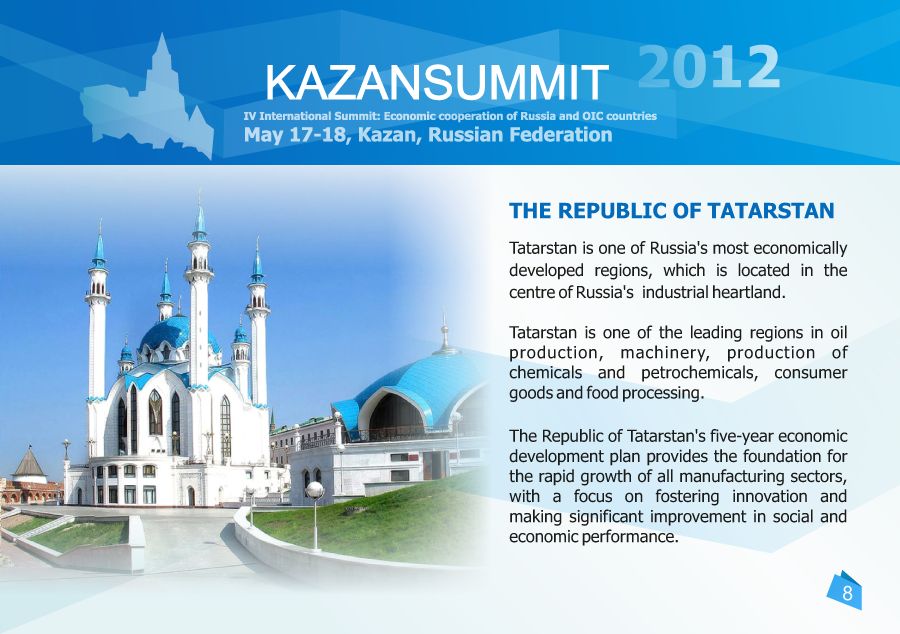 KAZANSUMMIT 2012
IV International Summit: Economic cooperation of Russia and OIC countries
May 17-18, Kazan, Russian Federation
THE REPUBLIC OF TATARSTAN
Tatarstan is one of Russia's most economically
developed regions, which is located in the
centre of Russia's industrial heartland.
Tatarstan is one of the leading regions in oil
production, machinery, production of
chemicals and petrochemicals, consumer
goods and food processing.
The Republic of Tatarstan's five-year economic
development plan provides the foundation for
the rapid growth of all manufacturing sectors,
with a focus on fostering innovation and
making significant improvement in social and
economic performance.
8